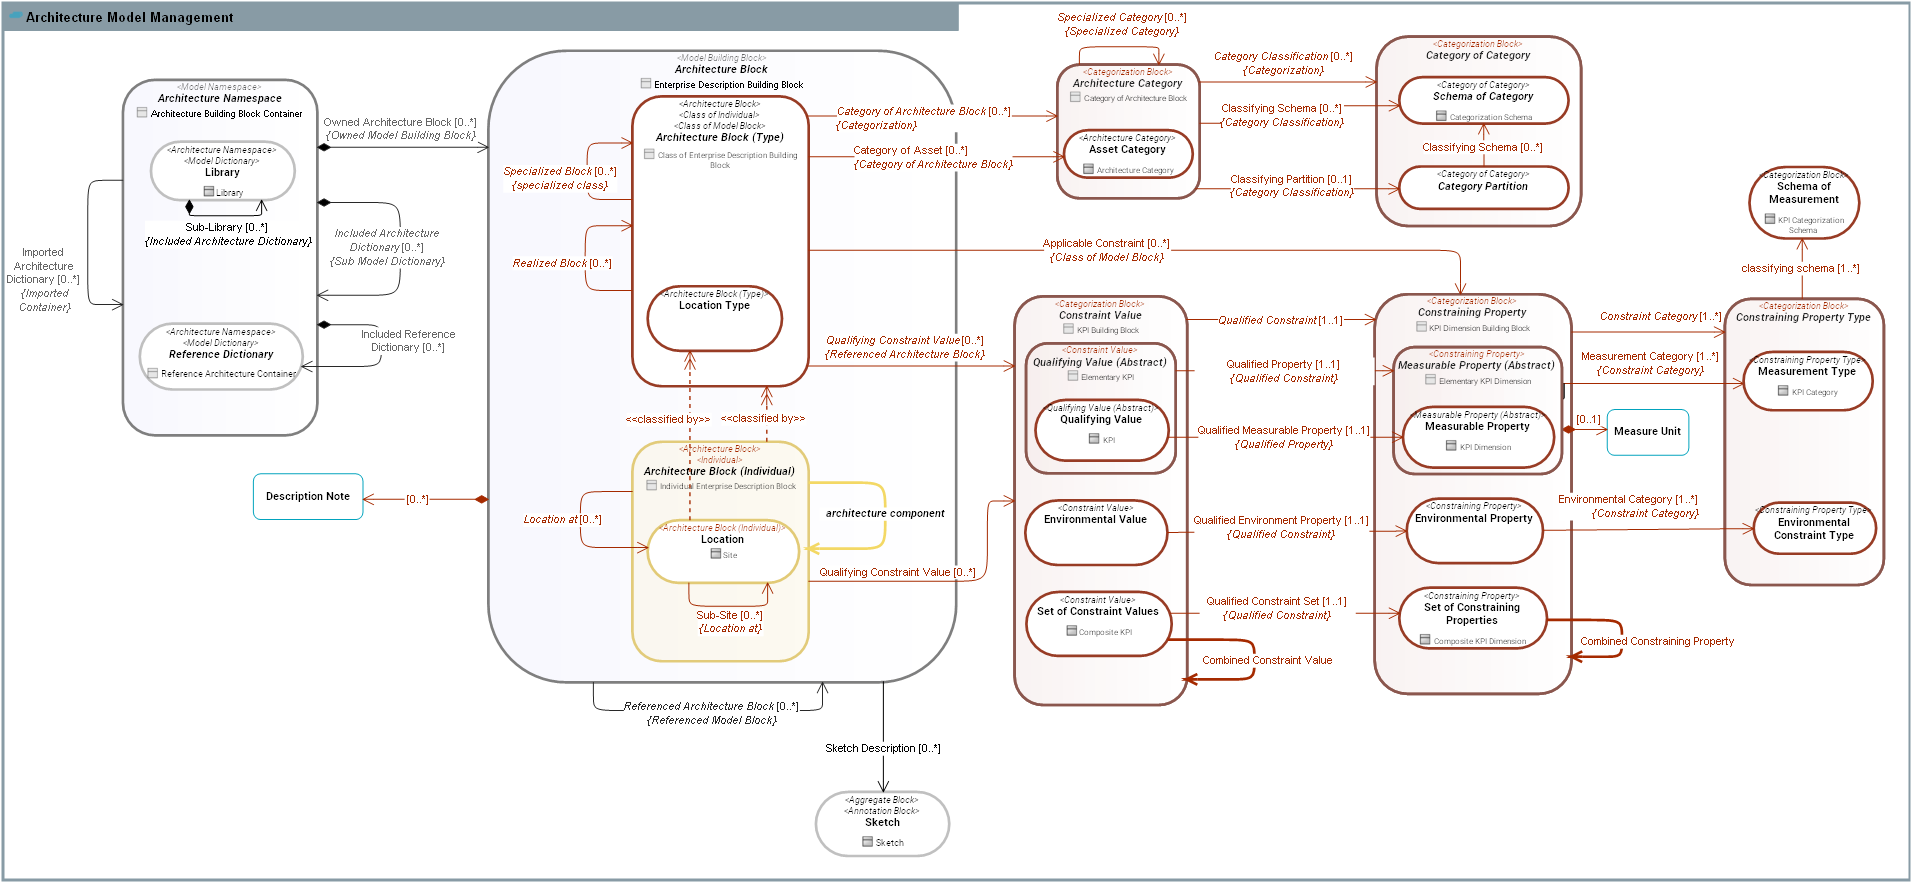 Architecture Model Management
<Model Namespace>
Architecture Namespace
Architecture Building Block Container
<Architecture Namespace>
<Model Dictionary>
Library
Library
Sub-Library [0..*]
{Included Architecture Dictionary}
Owned Architecture Block [0..*]
{Owned Model Building Block}
Included Architecture
Dictionary [0..*]
{Sub Model Dictionary}
Imported
Architecture
Dictionary [0..*]
{Imported
Container}
<Architecture Namespace>
<Model Dictionary>
Reference Dictionary
Reference Architecture Container
Included Reference
Dictionary [0..*]
Description Note
[0..*]
<Model Building Block>
Architecture Block
Enterprise Description Building Block
<Architecture Block>
<Class of Individual>
<Class of Model Block>
Architecture Block (Type)
Class of Enterprise Description Building
Block
Specialized Block [0..*]
{specialized class}
Realized Block [0..*]
<Architecture Block (Type)>
Location Type
<<classified by>>
<<classified by>>
<Architecture Block>
<Individual>
Architecture Block (Individual)
Individual Enterprise Description Block
Location at [0..*]
<Architecture Block (Individual)>
Location
Site
Sub-Site [0..*]
{Location at}
architecture component
Referenced Architecture Block [0..*]
{Referenced Model Block}
Sketch Description [0..*]
<Aggregate Block>
<Annotation Block>
Sketch
Sketch
Category of Architecture Block [0..*]
{Categorization}
Category of Asset [0..*]
{Category of Architecture Block}
Applicable Constraint [0..*]
{Class of Model Block}
Qualifying Constraint Value [0..*]
{Referenced Architecture Block}
Qualifying Constraint Value [0..*]
Specialized Category [0..*]
{Specialized Category}
<Categorization Block>
Architecture Category
Category of Architecture Block
<Architecture Category>
Asset Category
Architecture Category
Category Classification [0..*]
{Categorization}
Classifying Schema [0..*]
{Category Classification}
Classifying Partition [0..1]
{Category Classification}
<Categorization Block>
Category of Category
<Category of Category>
Schema of Category
Categorization Schema
Classifying Schema [0..*]
<Category of Category>
Category Partition
<Categorization Block>
Constraint Value
KPI Building Block
<Constraint Value>
Qualifying Value (Abstract)
Elementary KPI
<Qualifying Value (Abstract)>
Qualifying Value
KPI
<Constraint Value>
Environmental Value
<Constraint Value>
Set of Constraint Values
Composite KPI
Combined Constraint Value
Qualified Constraint [1..1]
Qualified Property [1..1]
{Qualified Constraint}
Qualified Measurable Property [1..1]
{Qualified Property}
Qualified Environment Property [1..1]
{Qualified Constraint}
Qualified Constraint Set [1..1]
{Qualified Constraint}
<Categorization Block>
Constraining Property
KPI Dimension Building Block
<Constraining Property>
Measurable Property (Abstract)
Elementary KPI Dimension
<Measurable Property (Abstract)>
Measurable Property
KPI Dimension
<Constraining Property>
Environmental Property
<Constraining Property>
Set of Constraining
Properties
Composite KPI Dimension
Combined Constraining Property
[0..1]
Measure Unit
Constraint Category [1..*]
Measurement Category [1..*]
{Constraint Category}
Environmental Category [1..*]
{Constraint Category}
<Categorization Block>
Schema of
Measurement
KPI Categorization
Schema
classifying schema [1..*]
<Categorization Block>
Constraining Property Type
<Constraining Property Type>
Measurement Type
KPI Category
<Constraining Property Type>
Environmental
Constraint Type